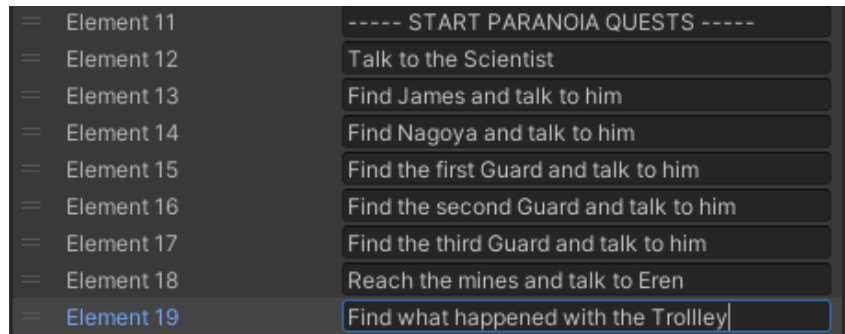 Element 11 ----- START PARANOIA QUESTS -----
Element 12 Talk to the Scientist
Element 13 Find James and talk to him
Element 14 Find Nagoya and talk to him
Element 15 Find the first Guard and talk to him
Element 16 Find the second Guard and talk to him
Element 17 Find the third Guard and talk to him
Element 18 Reach the mines and talk to Eren
Element 19 Find what happened with the Trollley